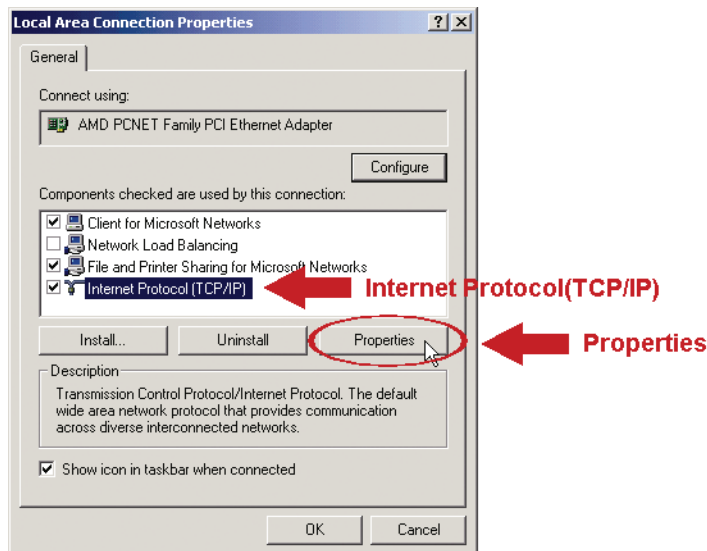 Local Area Connection Properties
General
Connect using:
AMD PCNET Family PCI Ethernet Adapter
Configure
Components checked are used by this connection:
Client for Microsoft Networks
Network Load Balancing
File and Printer Sharing for Microsoft Networks
Internet Protocol (TCP/IP)
Internet Protocol(TCP/IP)
Install...
Uninstall
Properties
Properties
Description
Transmission Control Protocol/Internet Protocol. The default
wide area network protocol that provides communication
across diverse interconnected networks.
Show icon in taskbar when connected
OK
Cancel